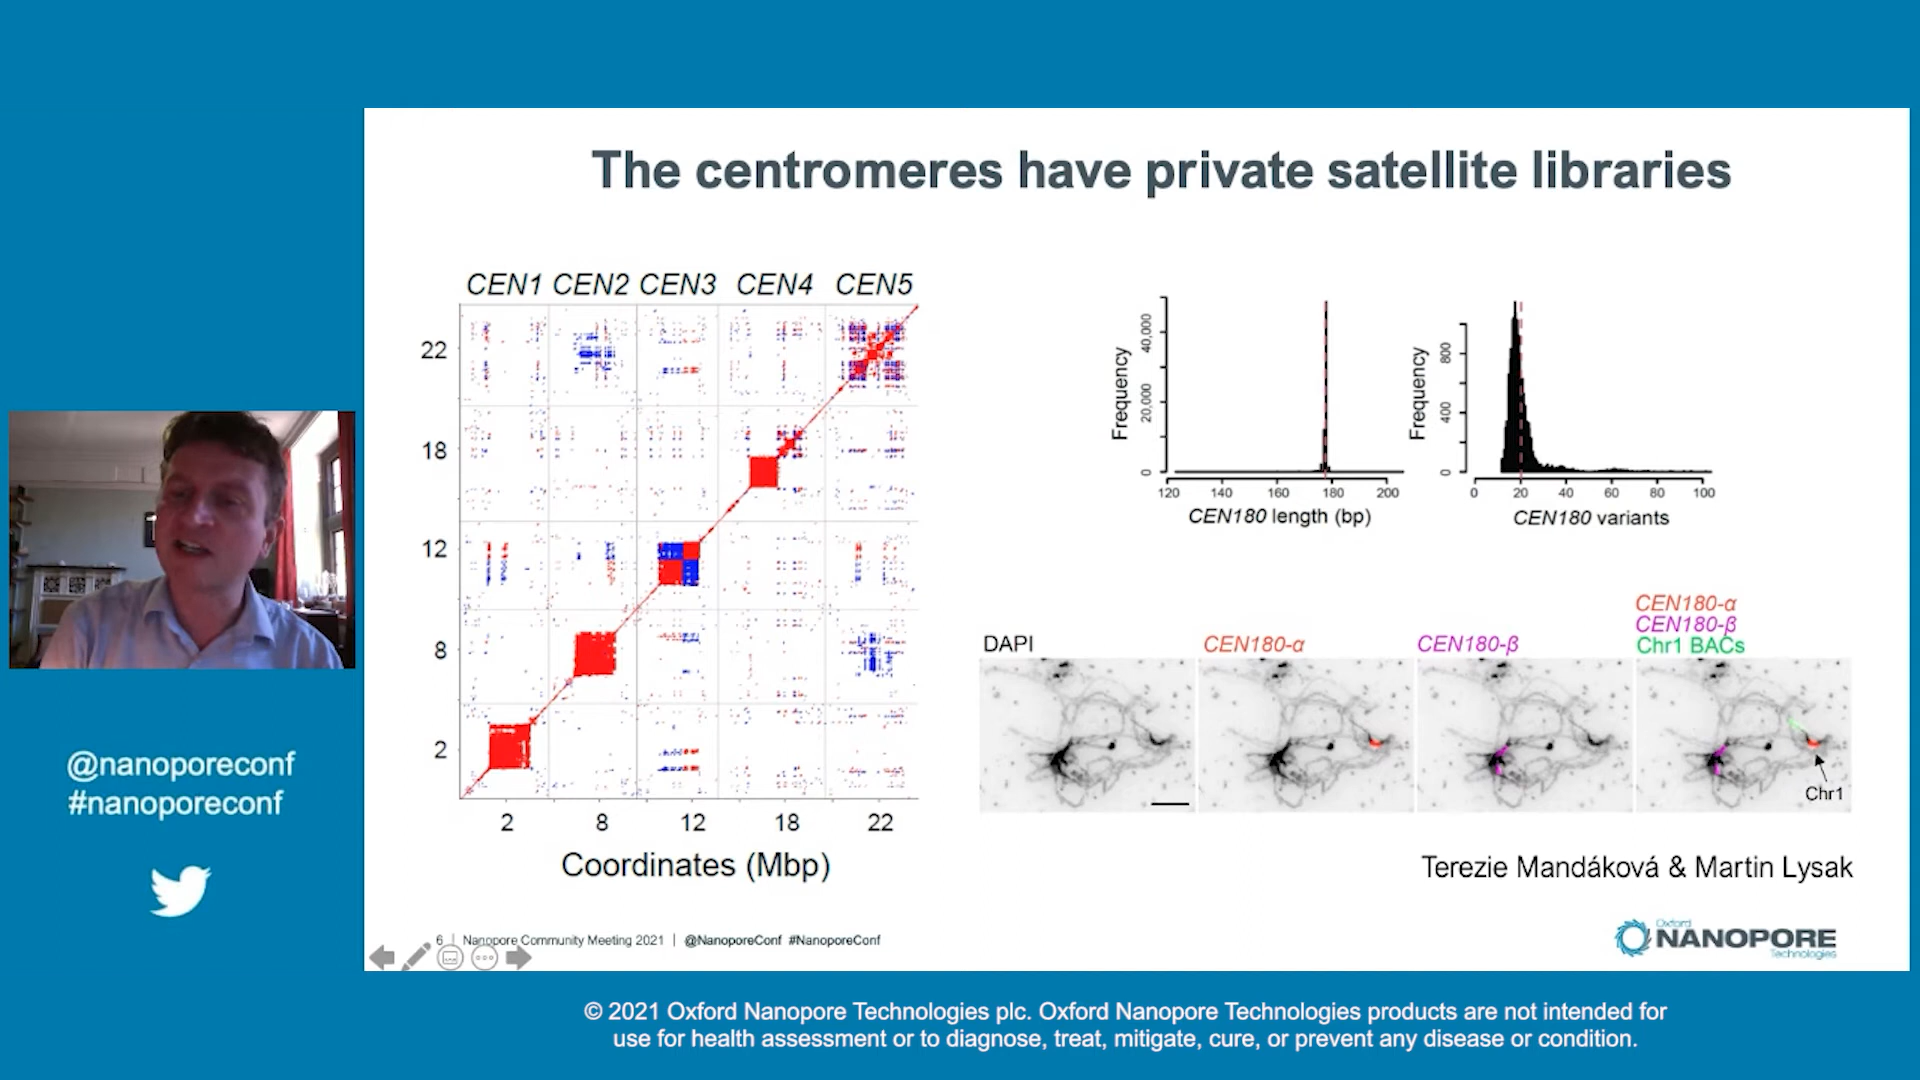 The centromeres have private satellite libraries
CEN1 CEN2 CEN3 CEN4 CEN5
22
18
12
8
2
2 8 12 18 22
Coordinates (Mbp)
Frequency
0 20,000 40,000
120 140 160 180 200
CEN180 length (bp)
Frequency
0 400 800
0 20 40 60 80 100
CEN180 variants
DAPI
CEN180-α
CEN180-β
CEN180-α
CEN180-β
Chr1 BACs
Chr1
Terezie Mandáková & Martin Lysak
6 | Nanopore Community Meeting 2021 | @NanoporeConf #NanoporeConf
Oxford
NANOPORE
Technologies
@nanoporeconf
#nanoporeconf
© 2021 Oxford Nanopore Technologies plc. Oxford Nanopore Technologies products are not intended for
use for health assessment or to diagnose, treat, mitigate, cure, or prevent any disease or condition.